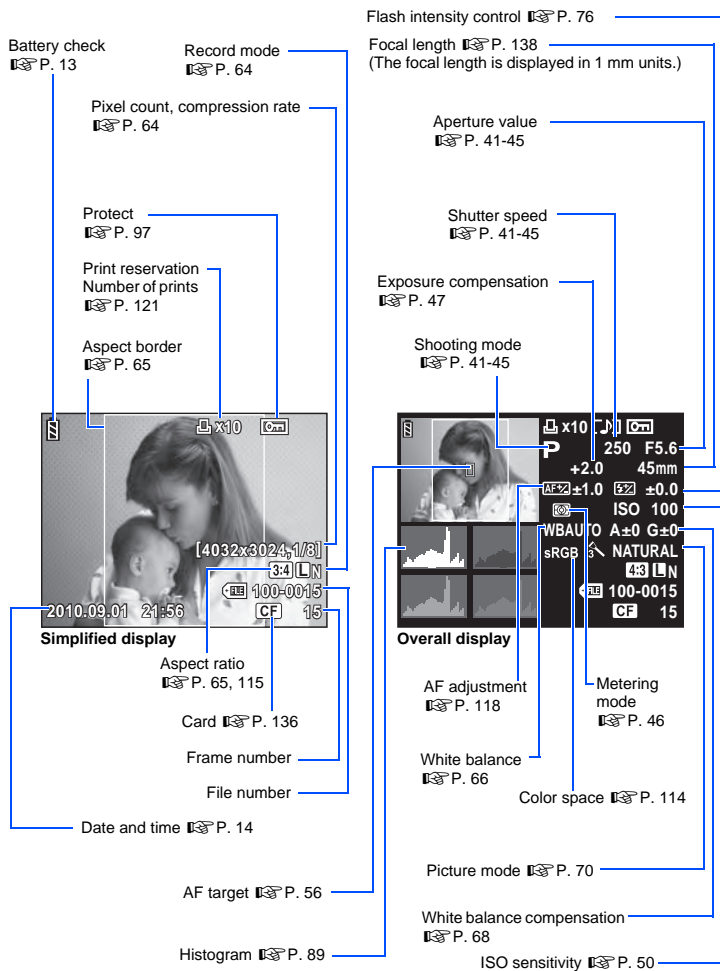 Flash intensity control ☞P. 76
Battery check
☞P. 13
Record mode
☞P. 64
Focal length ☞P. 138
(The focal length is displayed in 1 mm units.)
Pixel count, compression rate
☞P. 64
Aperture value
☞P. 41-45
Protect
☞P. 97
Shutter speed
☞P. 41-45
Print reservation
Number of prints
☞P. 121
Exposure compensation
☞P. 47
Aspect border
☞P. 65
Shooting mode
☞P. 41-45
x10
[4032x3024,1/8]
3:4 L N
FILE 100-0015
2010.09.01 21:56 CF 15
Simplified display
x10
P 250 F5.6
+2.0 45mm
AF+/- ±1.0 ±0.0
ISO 100
WBAUTO A±0 G±0
sRGB 3 NATURAL
4:3 L N
FILE 100-0015
CF 15
Overall display
Aspect ratio
☞P. 65, 115
Card ☞P. 136
Frame number
File number
Date and time ☞P. 14
AF adjustment
☞P. 118
Metering
mode
☞P. 46
White balance
☞P. 66
Color space ☞P. 114
Picture mode ☞P. 70
AF target ☞P. 56
White balance compensation
☞P. 68
Histogram ☞P. 89
ISO sensitivity ☞P. 50